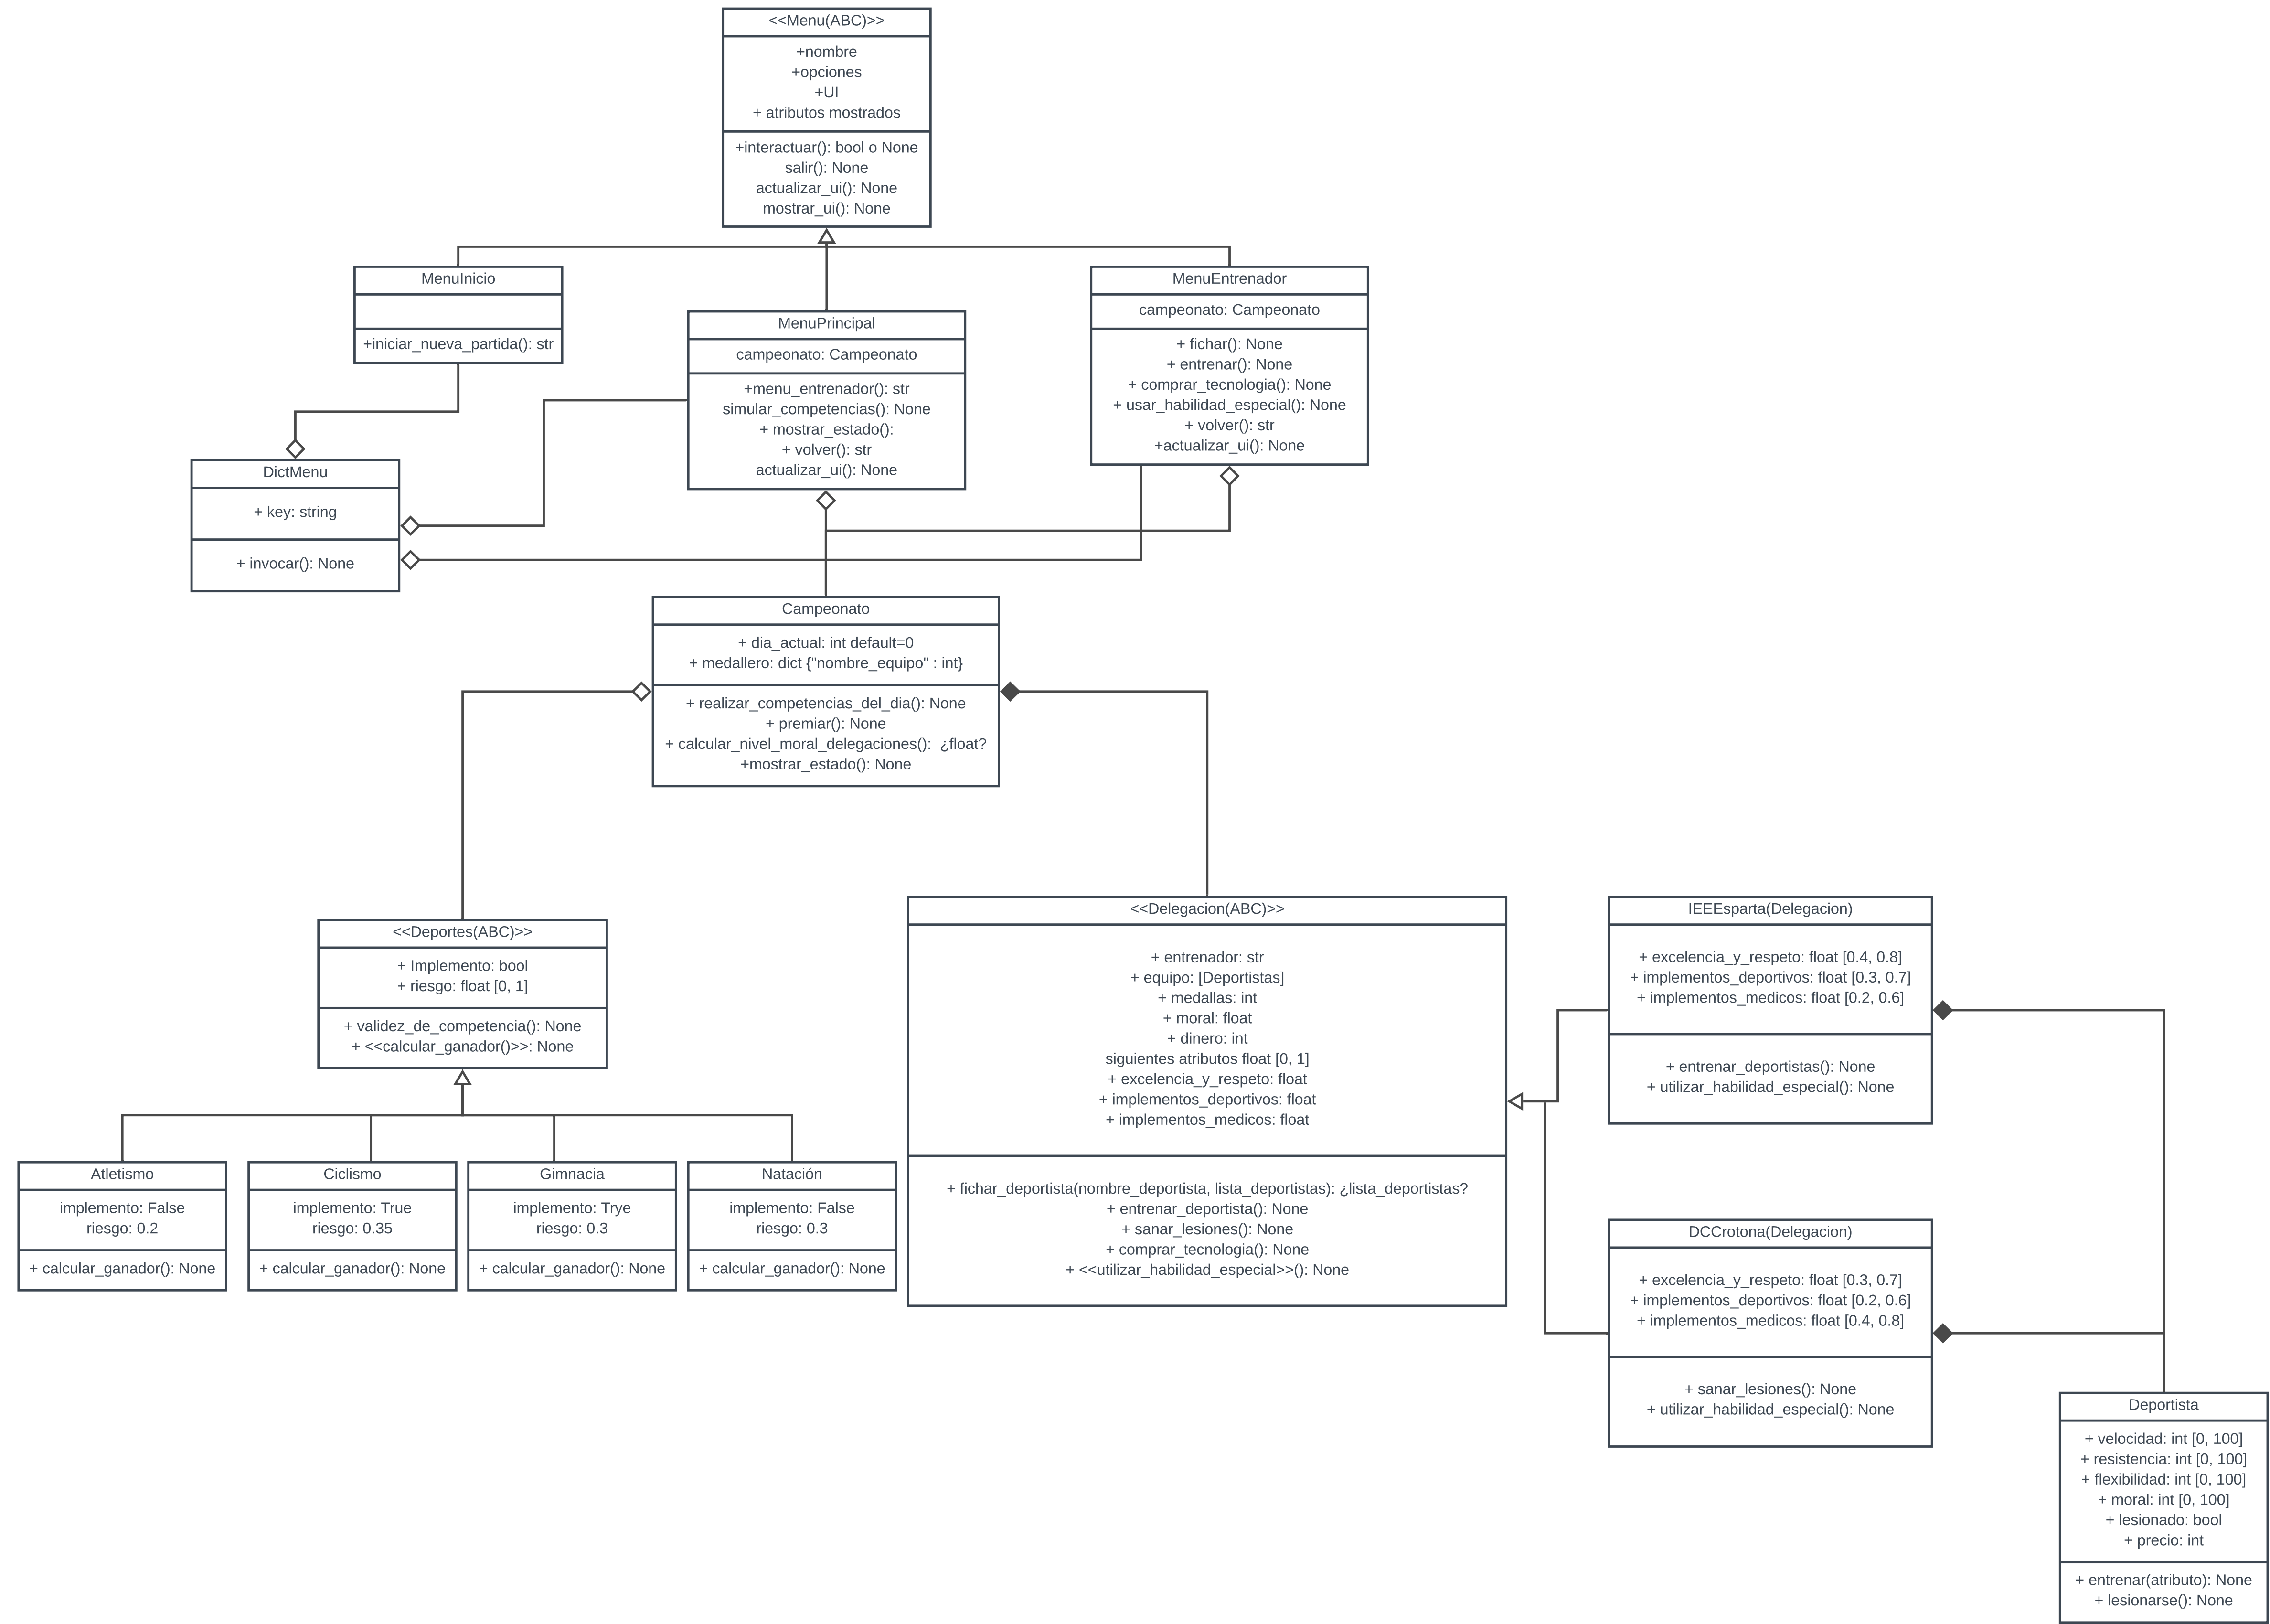 <<Menu(ABC)>>
+nombre
+opciones
+UI
+ atributos mostrados
+interactuar(): bool o None
salir(): None
actualizar_ui(): None
mostrar_ui(): None
MenuInicio
+iniciar_nueva_partida(): str
MenuPrincipal
campeonato: Campeonato
+menu_entrenador(): str
simular_competencias(): None
+ mostrar_estado():
+ volver(): str
actualizar_ui(): None
MenuEntrenador
campeonato: Campeonato
+ fichar(): None
+ entrenar(): None
+ comprar_tecnologia(): None
+ usar_habilidad_especial(): None
+ volver(): str
+actualizar_ui(): None
DictMenu
+ key: string
+ invocar(): None
Campeonato
+ dia_actual: int default=0
+ medallero: dict {"nombre_equipo" : int}
+ realizar_competencias_del_dia(): None
+ premiar(): None
+ calcular_nivel_moral_delegaciones():  ¿float?
+mostrar_estado(): None
<<Deportes(ABC)>>
+ Implemento: bool
+ riesgo: float [0, 1]
+ validez_de_competencia(): None
+ <<calcular_ganador()>>: None
Atletismo
implemento: False
riesgo: 0.2
+ calcular_ganador(): None
Ciclismo
implemento: True
riesgo: 0.35
+ calcular_ganador(): None
Gimnacia
implemento: Trye
riesgo: 0.3
+ calcular_ganador(): None
Natación
implemento: False
riesgo: 0.3
+ calcular_ganador(): None
<<Delegacion(ABC)>>
+ entrenador: str
+ equipo: [Deportistas]
+ medallas: int
+ moral: float
+ dinero: int
siguientes atributos float [0, 1]
+ excelencia_y_respeto: float
+ implementos_deportivos: float
+ implementos_medicos: float
+ fichar_deportista(nombre_deportista, lista_deportistas): ¿lista_deportistas?
+ entrenar_deportista(): None
+ sanar_lesiones(): None
+ comprar_tecnologia(): None
+ <<utilizar_habilidad_especial>>(): None
IEEEsparta(Delegacion)
+ excelencia_y_respeto: float [0.4, 0.8]
+ implementos_deportivos: float [0.3, 0.7]
+ implementos_medicos: float [0.2, 0.6]
+ entrenar_deportistas(): None
+ utilizar_habilidad_especial(): None
DCCrotona(Delegacion)
+ excelencia_y_respeto: float [0.3, 0.7]
+ implementos_deportivos: float [0.2, 0.6]
+ implementos_medicos: float [0.4, 0.8]
+ sanar_lesiones(): None
+ utilizar_habilidad_especial(): None
Deportista
+ velocidad: int [0, 100]
+ resistencia: int [0, 100]
+ flexibilidad: int [0, 100]
+ moral: int [0, 100]
+ lesionado: bool
+ precio: int
+ entrenar(atributo): None
+ lesionarse(): None